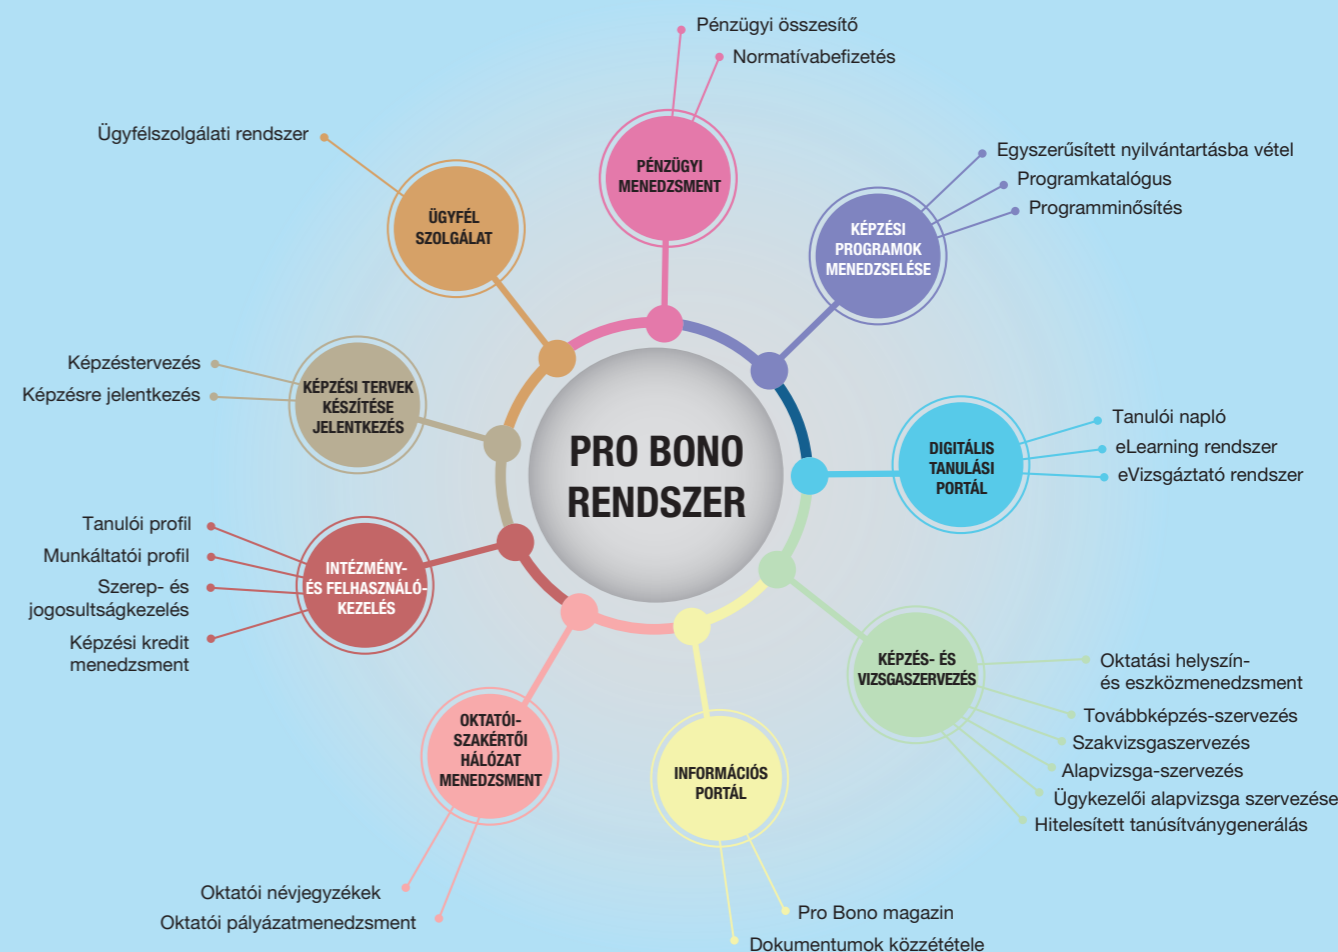 PRO BONO
RENDSZER
PÉNZÜGYI
MENEDZSMENT
Pénzügyi összesítő
Normatívabefizetés
KÉPZÉSI
PROGRAMOK
MENEDZSELÉSE
Egyszerűsített nyilvántartásba vétel
Programkatalógus
Programminősítés
DIGITÁLIS
TANULÁSI
PORTÁL
Tanulói napló
eLearning rendszer
eVizsgáztató rendszer
KÉPZÉS- ÉS
VIZSGASZERVEZÉS
Oktatási helyszín-
és eszközmenedzsment
Továbbképzés-szervezés
Szakvizsgaszervezés
Alapvizsga-szervezés
Ügykezelői alapvizsga szervezése
Hitelesített tanúsítványgenerálás
INFORMÁCIÓS
PORTÁL
Pro Bono magazin
Dokumentumok közzététele
OKTATÓI-
SZAKÉRTŐI
HÁLÓZAT
MENEDZSMENT
Oktatói névjegyzékek
Oktatói pályázatmenedzsment
INTÉZMÉNY-
ÉS FELHASZNÁLÓ-
KEZELÉS
Tanulói profil
Munkáltatói profil
Szerep- és
jogosultságkezelés
Képzési kredit
menedzsment
KÉPZÉSI TERVEK
KÉSZÍTÉSE
JELENTKEZÉS
Képzéstervezés
Képzésre jelentkezés
ÜGYFÉL
SZOLGÁLAT
Ügyfélszolgálati rendszer